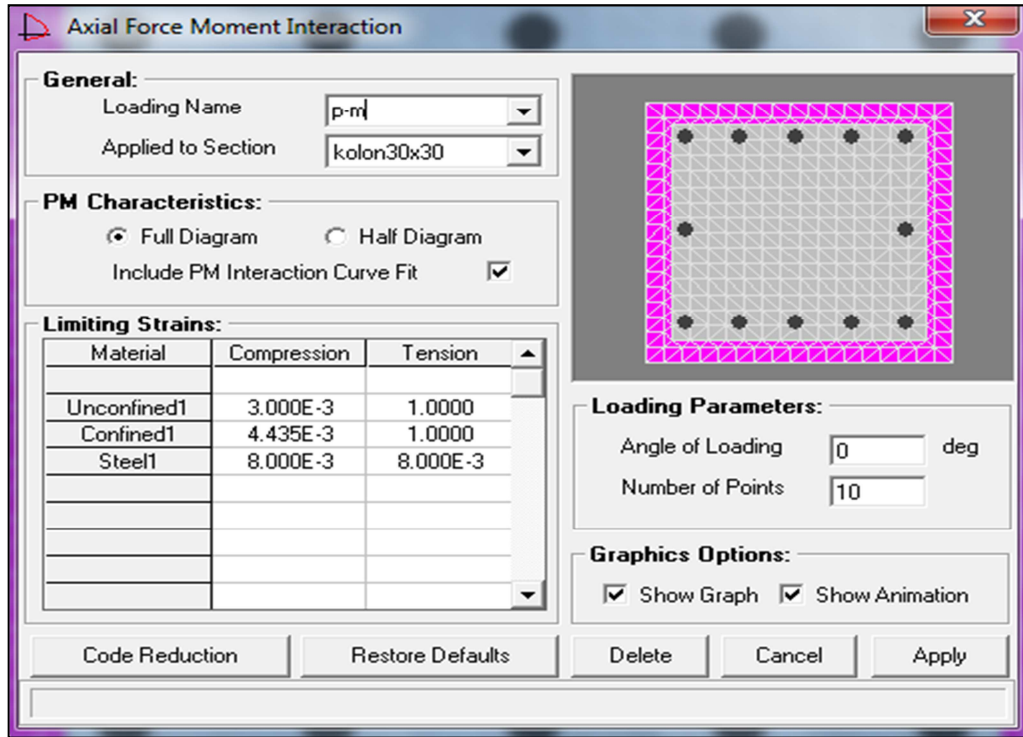 Axial Force Moment Interaction
General:
Loading Name p-m
Applied to Section kolon30x30
PM Characteristics:
Full Diagram Half Diagram
Include PM Interaction Curve Fit
Limiting Strains:
Material Compression Tension
Unconfined1 3.000E-3 1.0000
Confined1 4.435E-3 1.0000
Steel1 8.000E-3 8.000E-3
Loading Parameters:
Angle of Loading 0 deg
Number of Points 10
Graphics Options:
Show Graph Show Animation
Code Reduction Restore Defaults Delete Cancel Apply